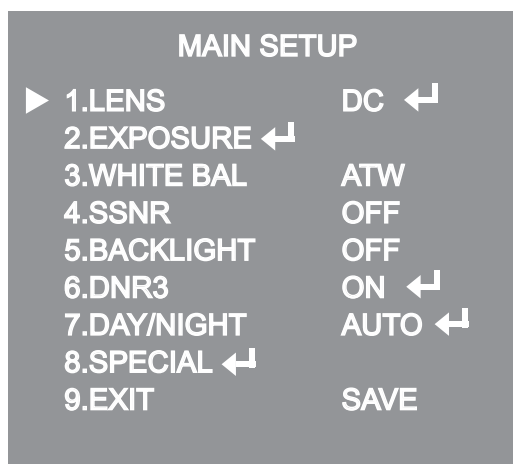 MAIN SETUP
▶ 1.LENS DC ↵
2.EXPOSURE ↵
3.WHITE BAL ATW
4.SSNR OFF
5.BACKLIGHT OFF
6.DNR3 ON ↵
7.DAY/NIGHT AUTO ↵
8.SPECIAL ↵
9.EXIT SAVE